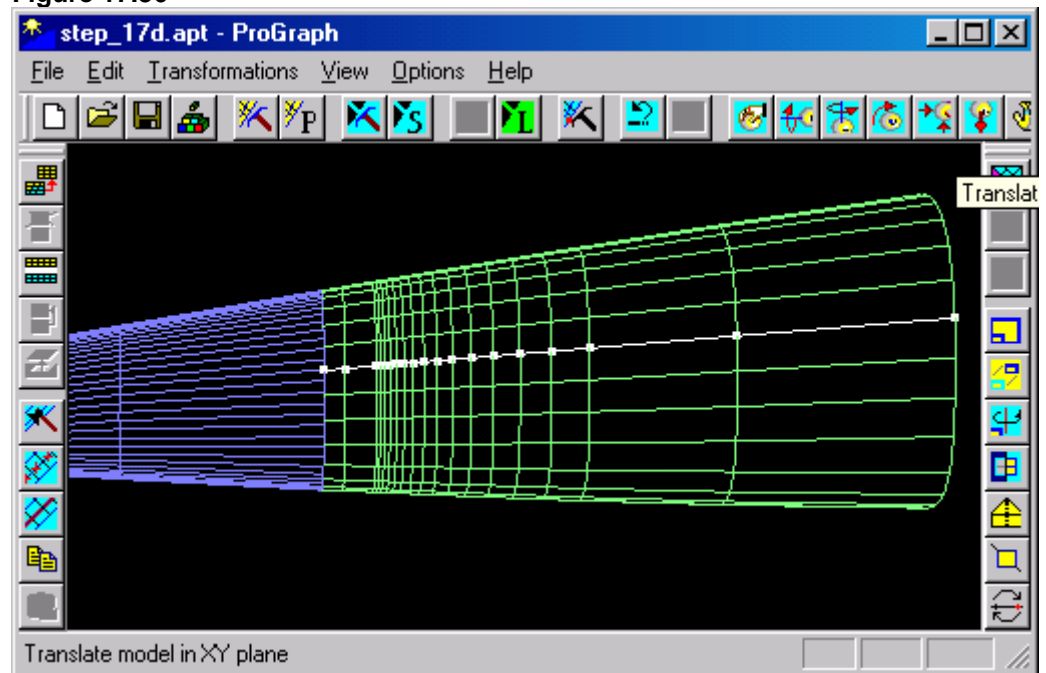 step_17d.apt - ProGraph
File Edit Transformations View Options Help
P S L
Translat
Translate model in XY plane